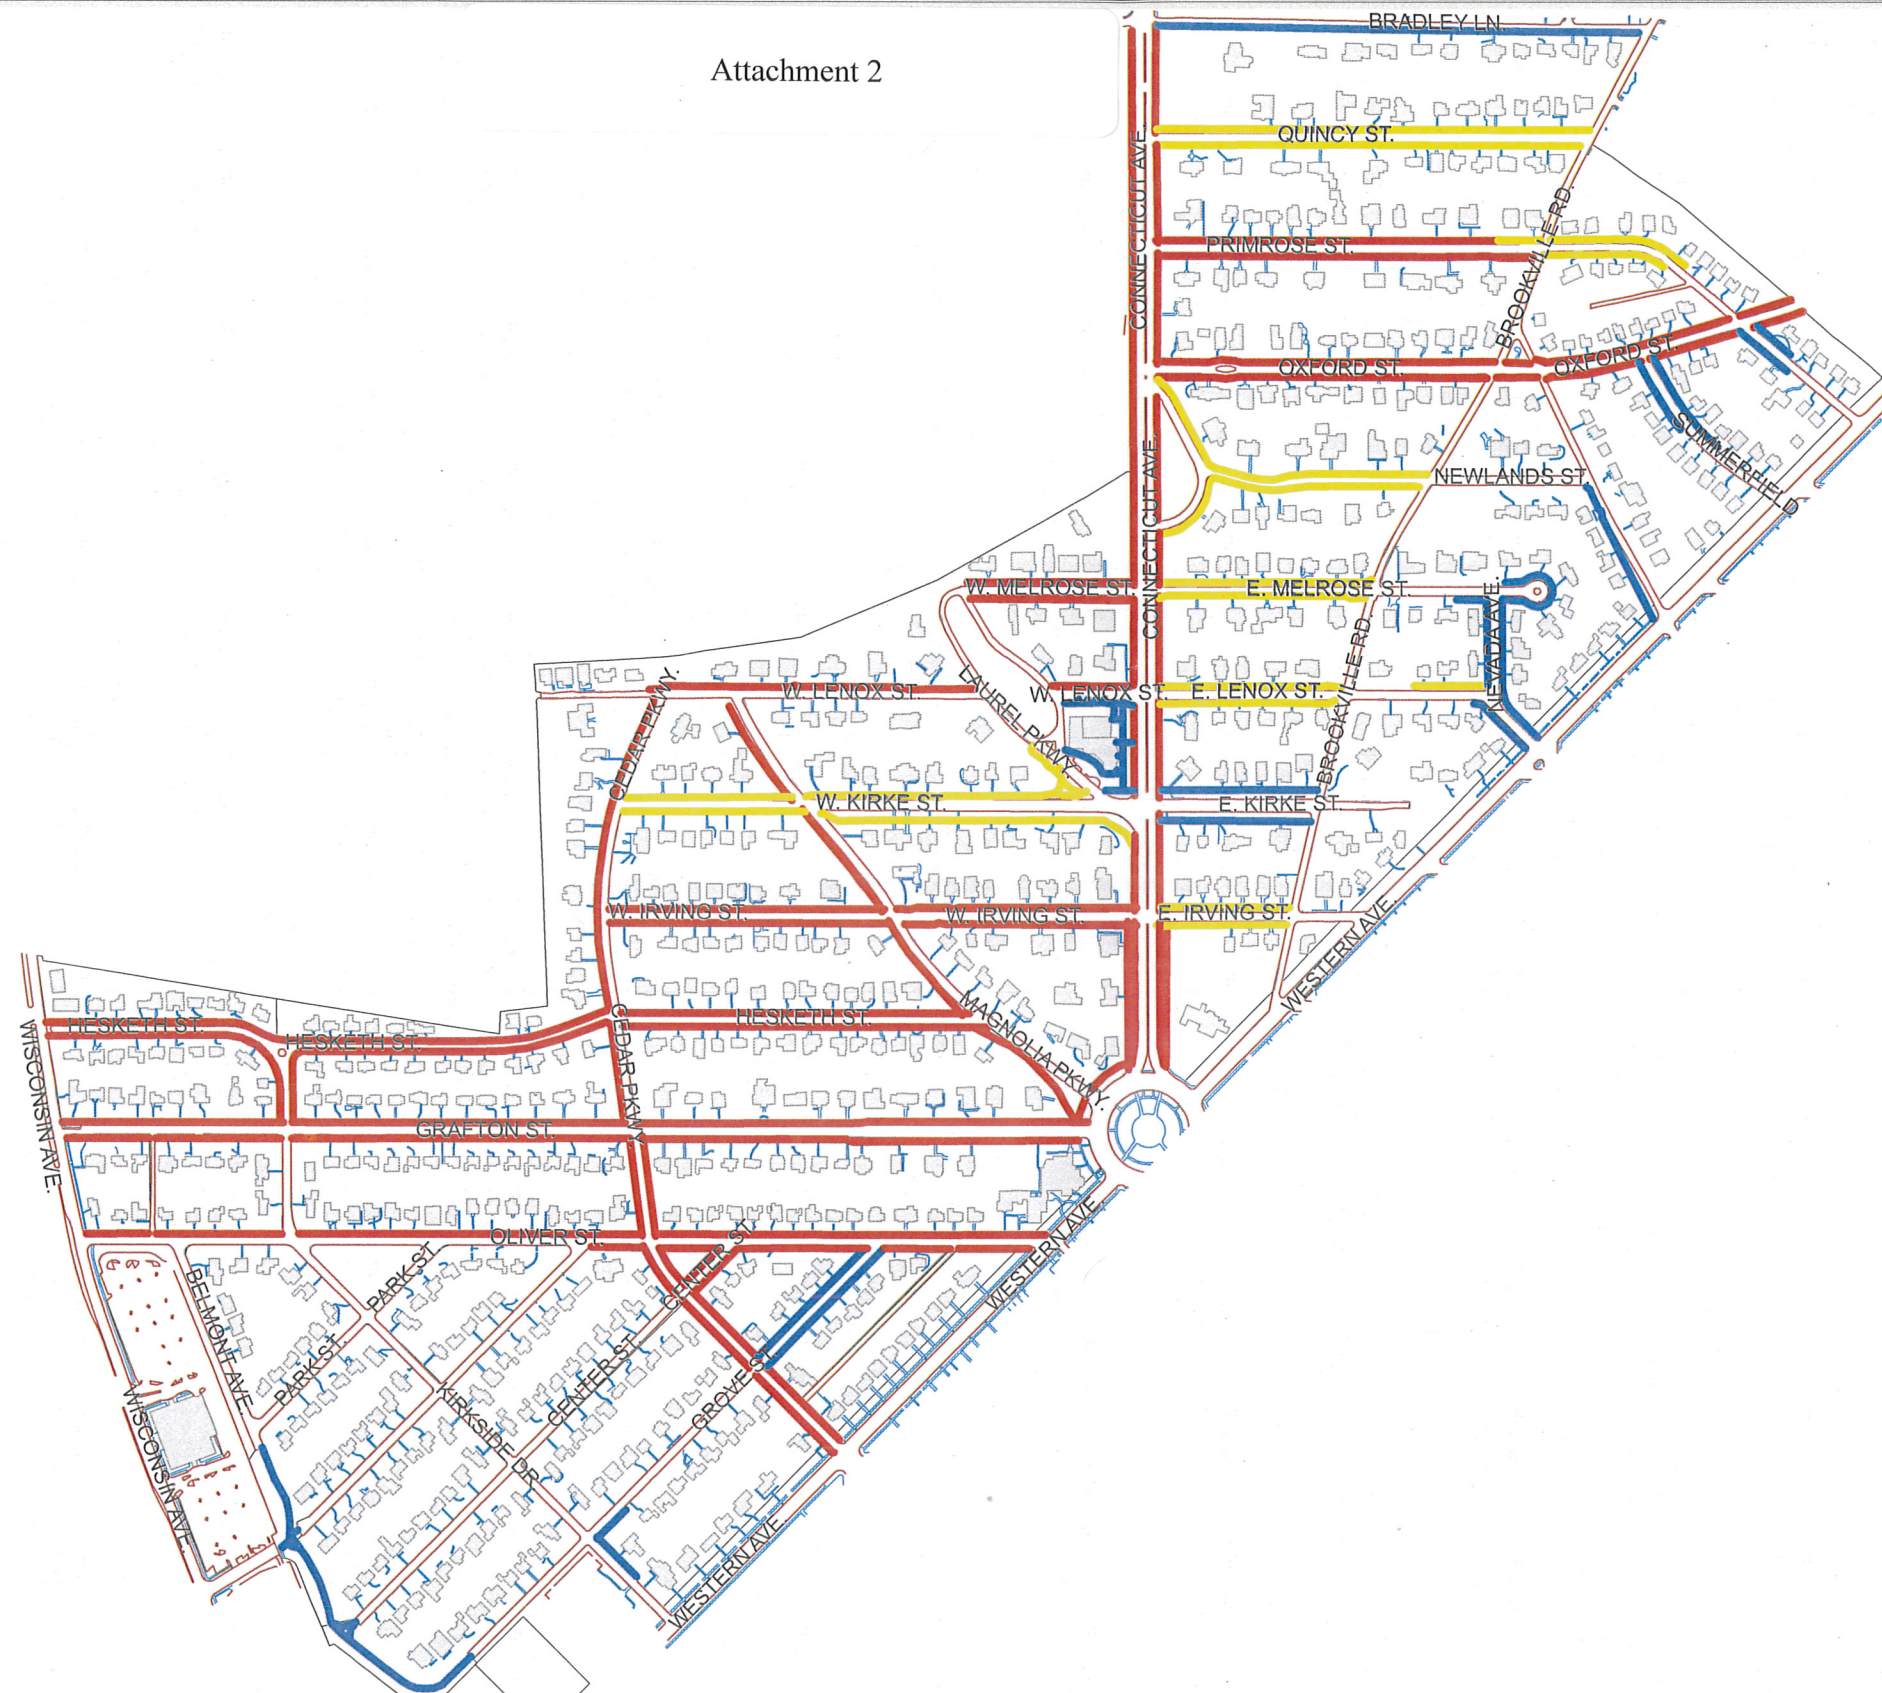 BRADLEY LN.
Attachment 2
QUINCY ST.
CONNECTICUT AVE.
BROOKVILLE RD.
PRIMROSE ST.
OXFORD ST.
OXFORD ST.
SUMMERFIELD
NEWLANDS ST.
CONNECTICUT AVE.
W. MELROSE ST.
E. MELROSE ST.
NEVADA AVE.
BROOKVILLE RD.
CEDAR PKWY.
W. LENOX ST.
LAUREL PKWY.
W. LENOX ST.
E. LENOX ST.
W. KIRKE ST.
E. KIRKE ST.
W. IRVING ST.
W. IRVING ST.
E. IRVING ST.
WESTERN AVE.
HESKETH ST.
HESKETH ST.
HESKETH ST.
MAGNOLIA PKWY.
WISCONSIN AVE.
CEDAR PKWY
GRAFTON ST.
OLIVER ST.
CENTER ST.
WESTERN AVE.
PARK ST.
BELMONT AVE.
PARK ST.
CENTER ST.
GROVE ST.
KIRKSIDE DR.
WISCONSIN AVE.
WESTERN AVE.